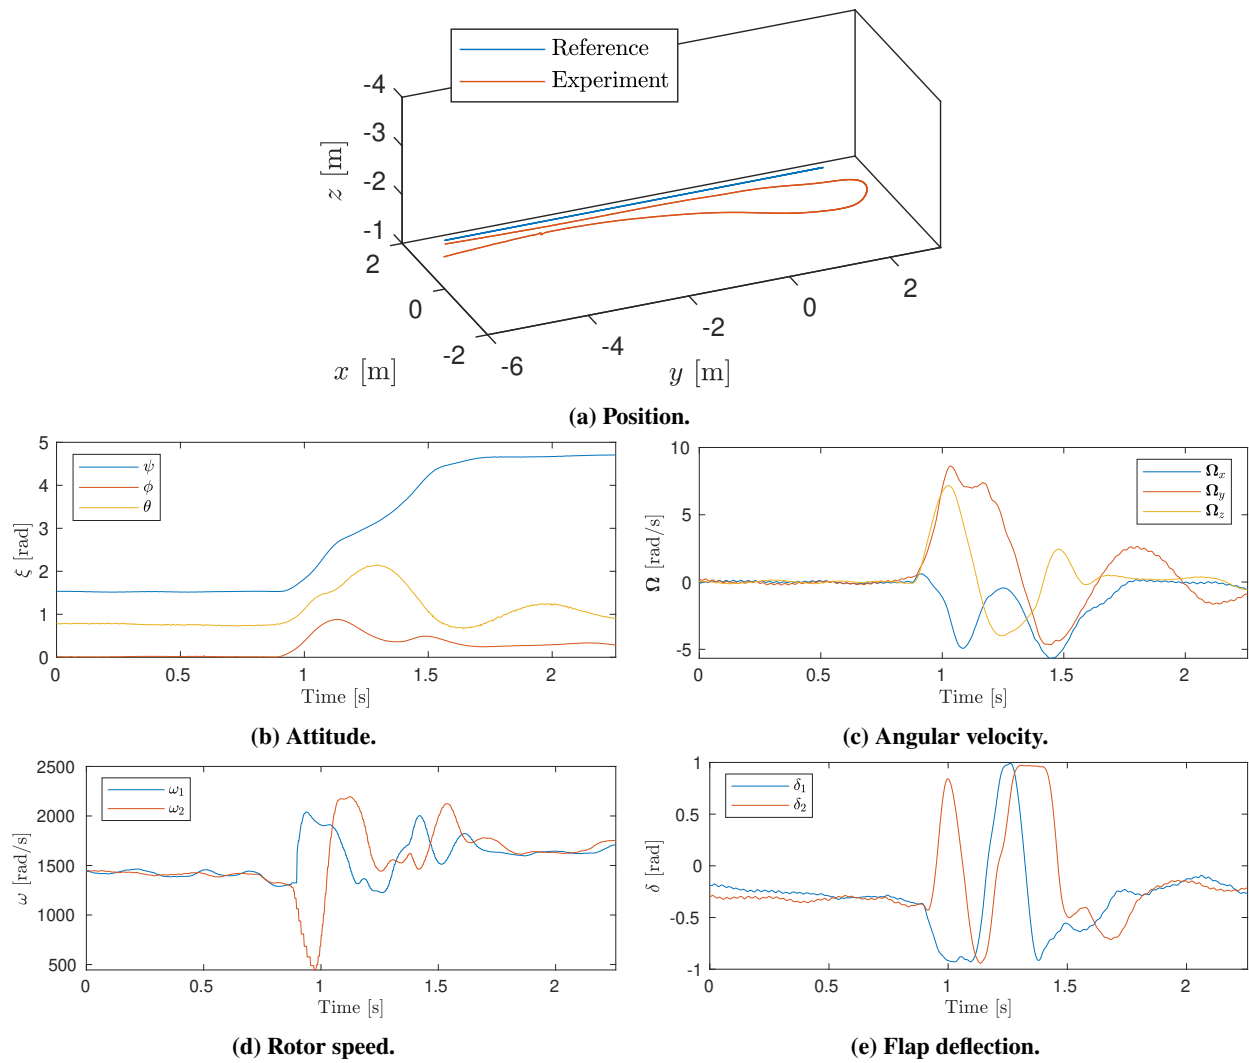 Reference
Experiment
-4
-3
-2
-1
z [m]
2
0
-2
x [m]
-6
-4
-2
0
2
y [m]
(a) Position.
5
4
3
2
1
0
ξ [rad]
ψ
ϕ
θ
0 0.5 1 1.5 2
Time [s]
(b) Attitude.
10
5
0
-5
Ω [rad/s]
Ωx
Ωy
Ωz
0 0.5 1 1.5 2
Time [s]
(c) Angular velocity.
2500
2000
1500
1000
500
ω [rad/s]
ω1
ω2
0 0.5 1 1.5 2
Time [s]
(d) Rotor speed.
1
0.5
0
-0.5
-1
δ [rad]
δ1
δ2
0 0.5 1 1.5 2
Time [s]
(e) Flap deflection.